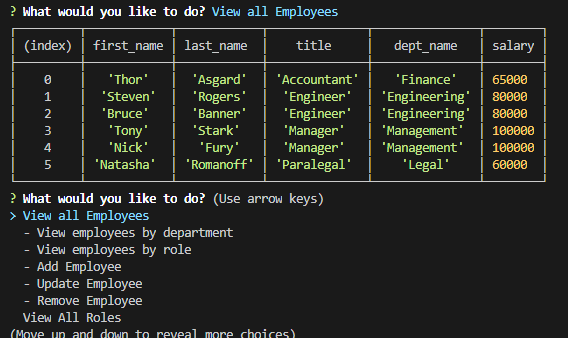 ? What would you like to do? View all Employees
(index) first_name last_name title dept_name salary
0 'Thor' 'Asgard' 'Accountant' 'Finance' 65000
1 'Steven' 'Rogers' 'Engineer' 'Engineering' 80000
2 'Bruce' 'Banner' 'Engineer' 'Engineering' 80000
3 'Tony' 'Stark' 'Manager' 'Management' 100000
4 'Nick' 'Fury' 'Manager' 'Management' 100000
5 'Natasha' 'Romanoff' 'Paralegal' 'Legal' 60000
? What would you like to do? (Use arrow keys)
> View all Employees
- View employees by department
- View employees by role
- Add Employee
- Update Employee
- Remove Employee
View All Roles
(Move up and down to reveal more choices)